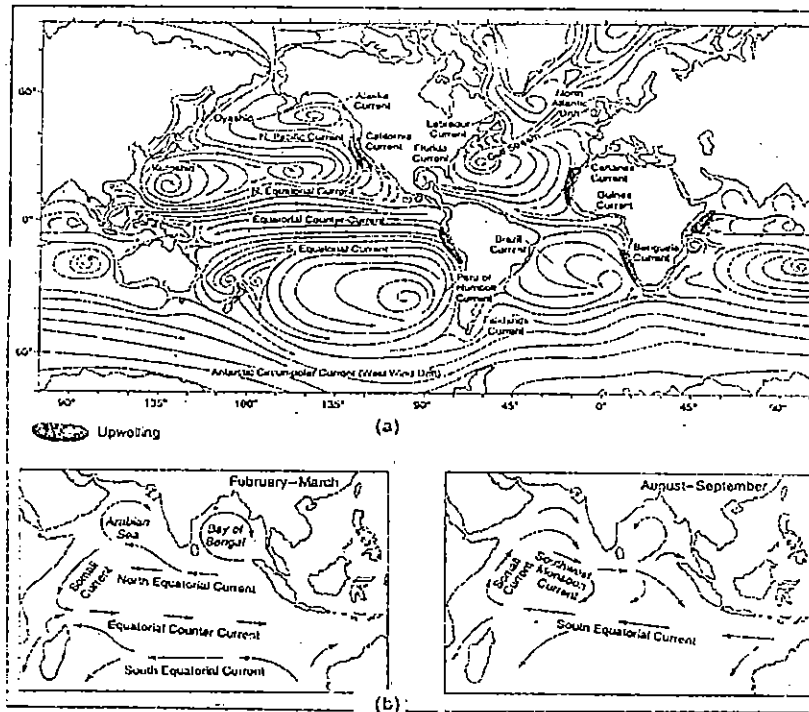 60°
Alaska
Current
Oyashio
N. Pacific Current
California
Current
Labrador
Current
Florida
Current
Gulf Stream
North
Atlantic
Drift
Kuroshio
N. Equatorial Current
Canaries
Current
Guinea
Current
0°
Equatorial Counter Current
S. Equatorial Current
Brazil
Current
Benguela
Current
Peru or
Humbolt
Current
Falklands
Current
60°
Antarctic Circumpolar Current (West Wind Drift)
90° 135° 100° 135° 90° 45° 0° 45° 90°
(a)
Upwelling
February–March
Arabian
Sea
Bay of
Bengal
Somali
Current
North Equatorial Current
Equatorial Counter Current
South Equatorial Current
August–September
Somali
Current
Southwest
Monsoon
Current
South Equatorial Current
(b)